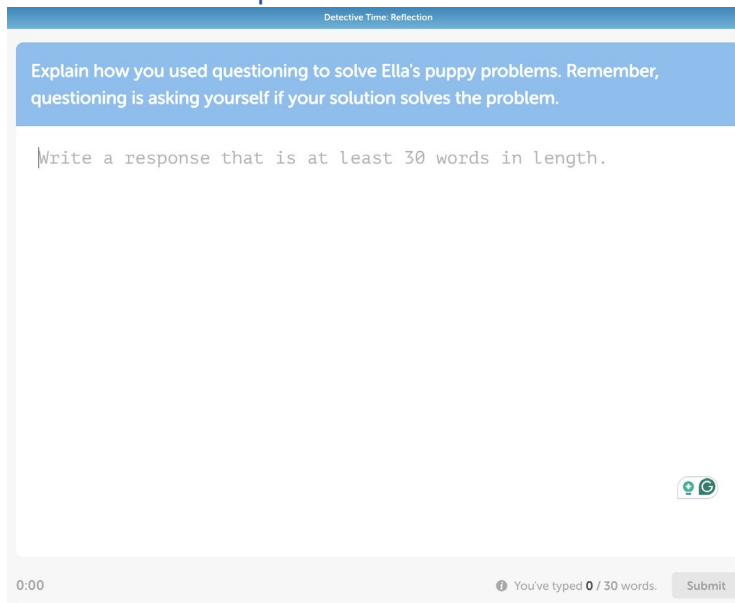 Detective Time: Reflection
Explain how you used questioning to solve Ella's puppy problems. Remember,
questioning is asking yourself if your solution solves the problem.
Write a response that is at least 30 words in length.
0:00
You've typed 0 / 30 words.
Submit